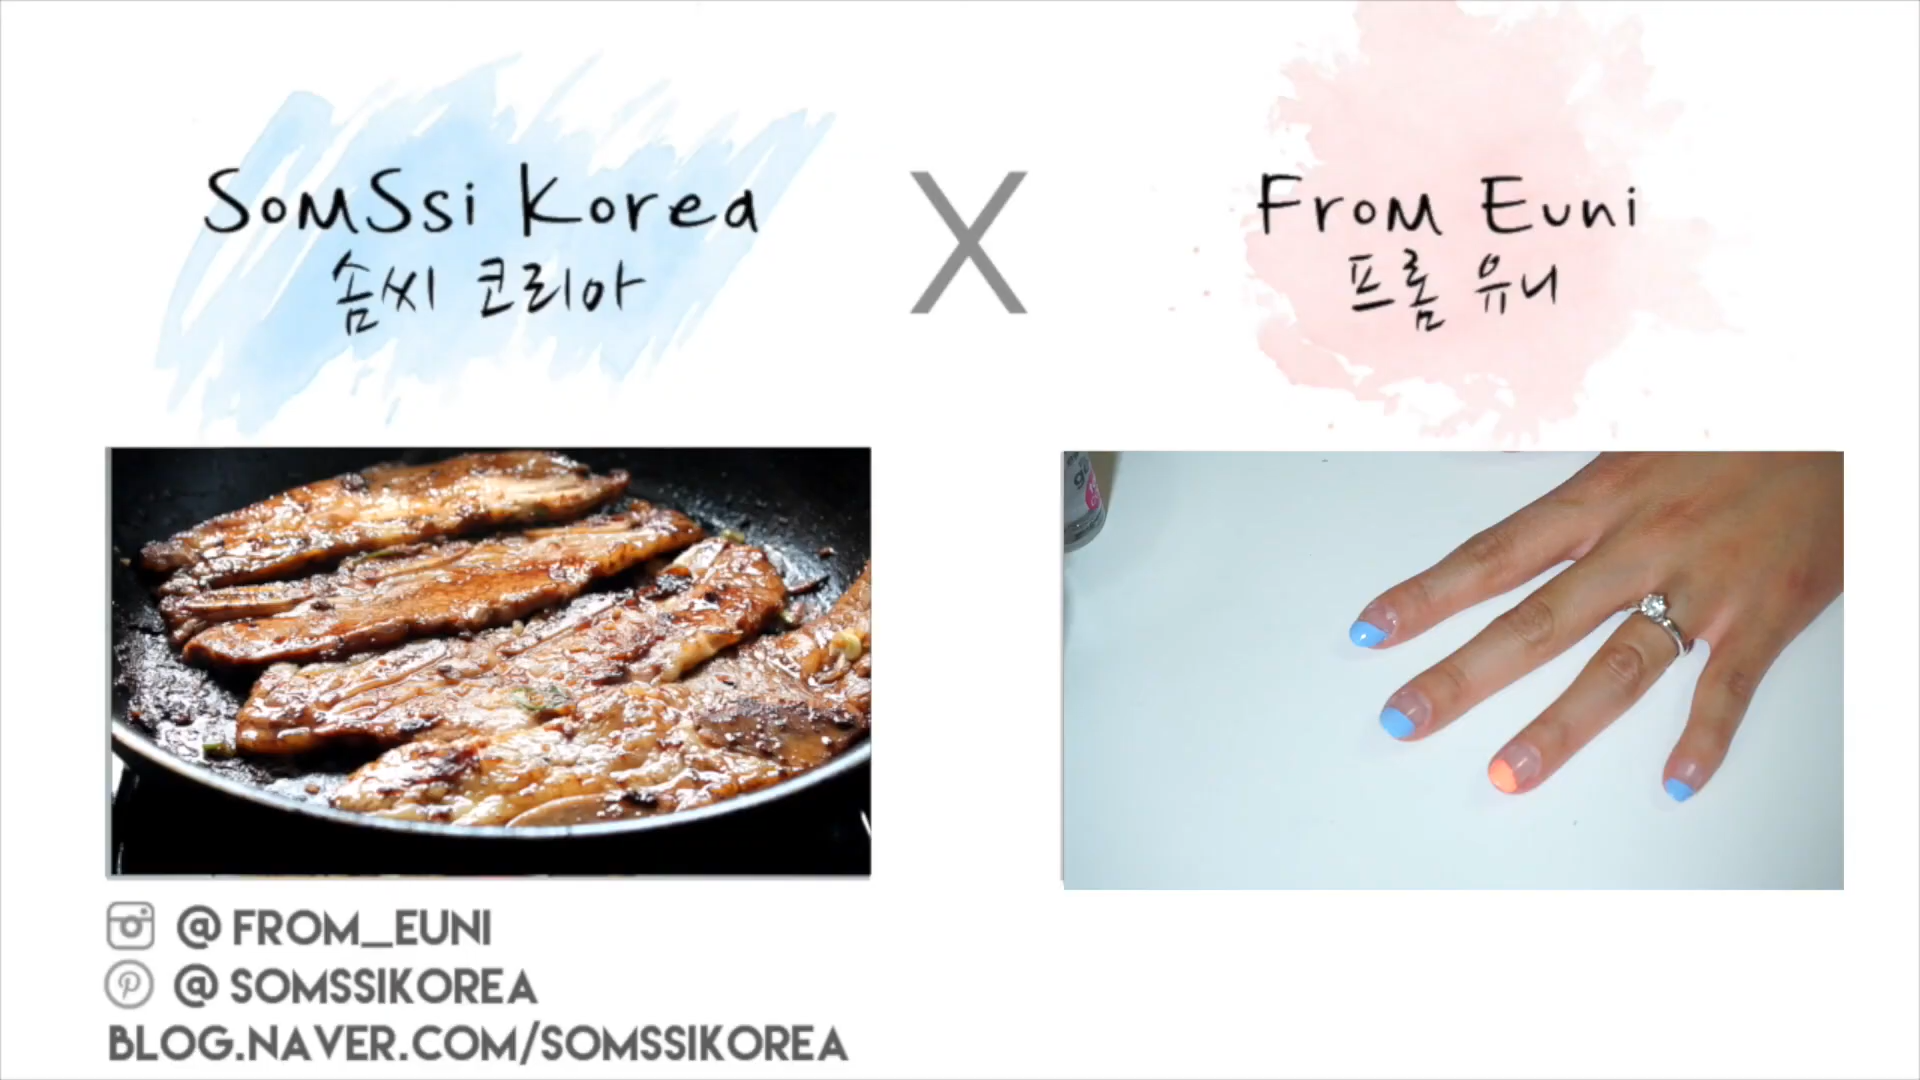 SomSsi Korea
솜씨 코리아
X
From Euni
프롬 유니
@FROM_EUNI
@SOMSSIKOREA
BLOG.NAVER.COM/SOMSSIKOREA